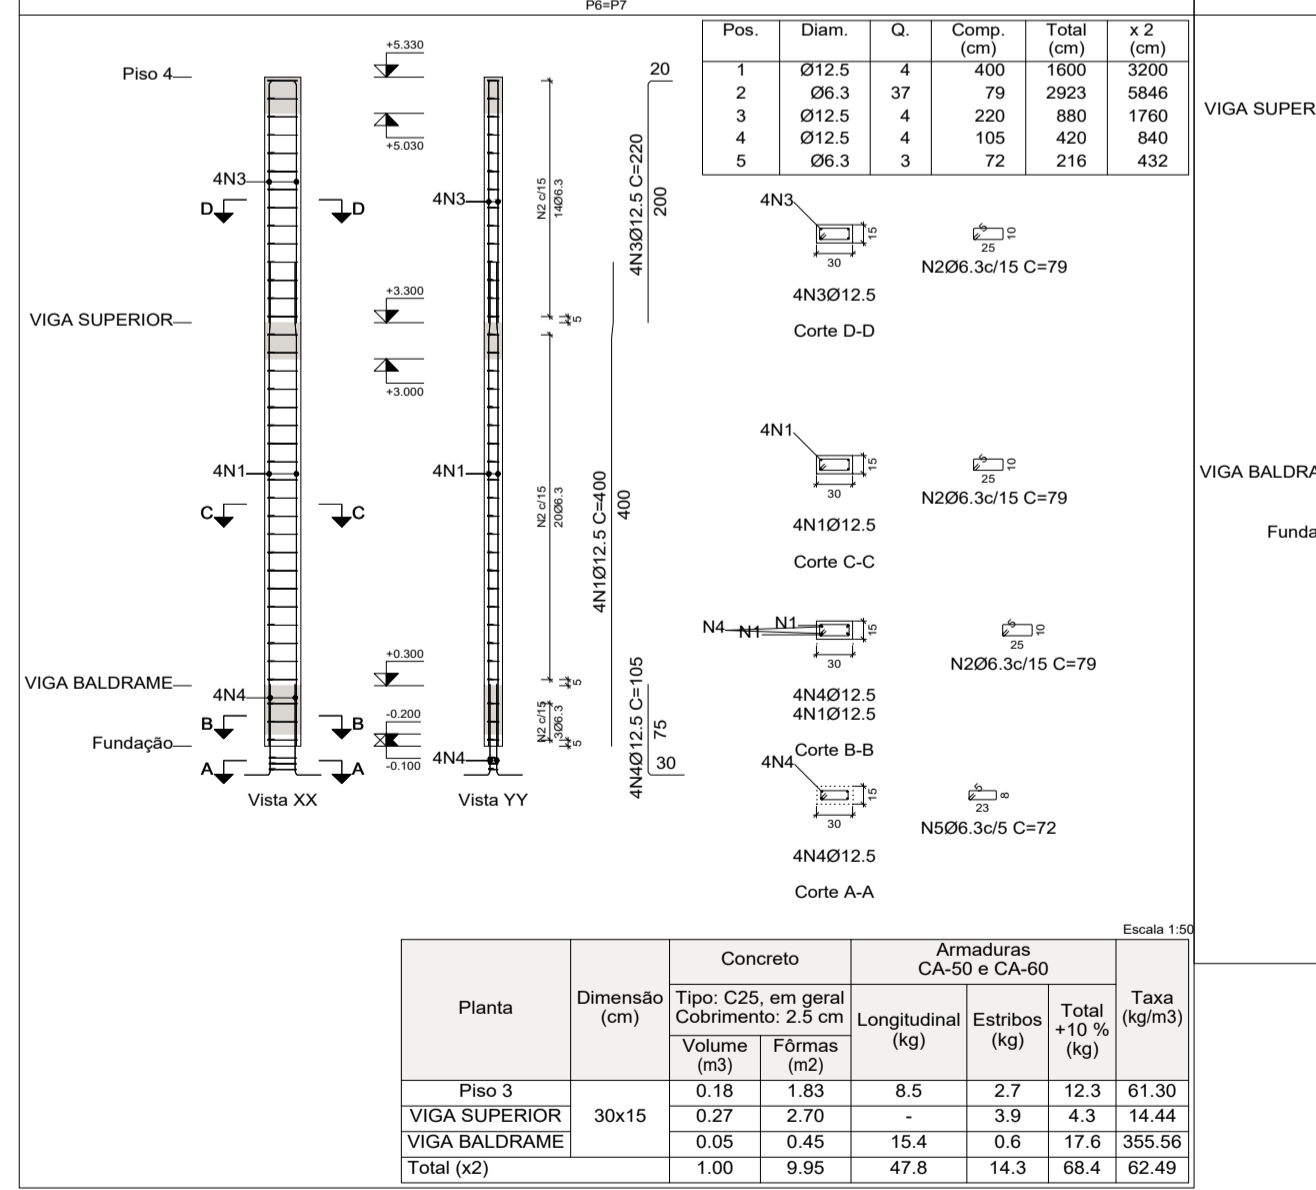 P6=P7
Piso 4
+5.330
+5.030
4N3
D
D
4N3
N2 c/15
14Ø6.3
20
4N3Ø12.5 C=220
200
VIGA SUPERIOR
+3.300
+3.000
5
4N1
4N1
C
C
N2 c/15
20Ø6.3
4N1Ø12.5 C=400
400
VIGA BALDRAME
+0.300
5
4N4
B
B
-0.200
N2 c/15
3Ø6.3
5
Fundação
A
A
-0.100
4N4
4N4Ø12.5 C=105
75
30
Vista XX
Vista YY
Pos. Diam. Q. Comp. (cm) Total (cm) x 2 (cm)
1 Ø12.5 4 400 1600 3200
2 Ø6.3 37 79 2923 5846
3 Ø12.5 4 220 880 1760
4 Ø12.5 4 105 420 840
5 Ø6.3 3 72 216 432
4N3
15
30
5
25
10
N2Ø6.3c/15 C=79
4N3Ø12.5
Corte D-D
4N1
15
30
5
25
10
N2Ø6.3c/15 C=79
4N1Ø12.5
Corte C-C
N4
N1
N1
15
30
5
25
10
N2Ø6.3c/15 C=79
4N4Ø12.5
4N1Ø12.5
Corte B-B
4N4
15
30
5
23
8
N5Ø6.3c/5 C=72
4N4Ø12.5
Corte A-A
VIGA SUPER
VIGA BALDRA
Funda
Escala 1:50
Planta
Dimensão
(cm)
Concreto
Tipo: C25, em geral
Cobrimento: 2.5 cm
Volume
(m3)
Fôrmas
(m2)
Armaduras
CA-50 e CA-60
Longitudinal
(kg)
Estribos
(kg)
Total
+10 %
(kg)
Taxa
(kg/m3)
Piso 3 0.18 1.83 8.5 2.7 12.3 61.30
VIGA SUPERIOR 30x15 0.27 2.70 - 3.9 4.3 14.44
VIGA BALDRAME 0.05 0.45 15.4 0.6 17.6 355.56
Total (x2) 1.00 9.95 47.8 14.3 68.4 62.49